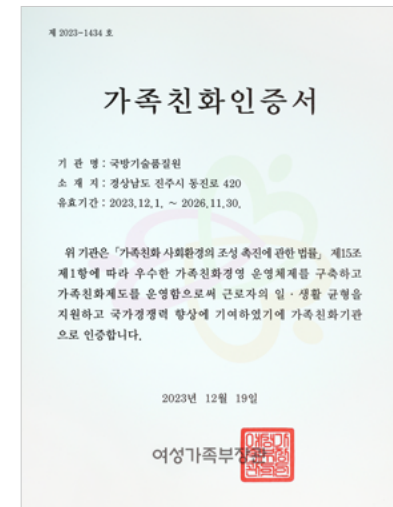 제 2023-1434 호
가족친화인증서
기 관 명 : 국방기술품질원
소 재 지 : 경상남도 진주시 동진로 420
유효기간 : 2023.12.1. ~ 2026.11.30.
위 기관은 「가족친화 사회환경의 조성 촉진에 관한 법률」 제15조
제1항에 따라 우수한 가족친화경영 운영체제를 구축하고
가족친화제도를 운영함으로써 근로자의 일 · 생활 균형을
지원하고 국가경쟁력 향상에 기여하였기에 가족친화기관
으로 인증합니다.
2023년 12월 19일
여성가족부장관